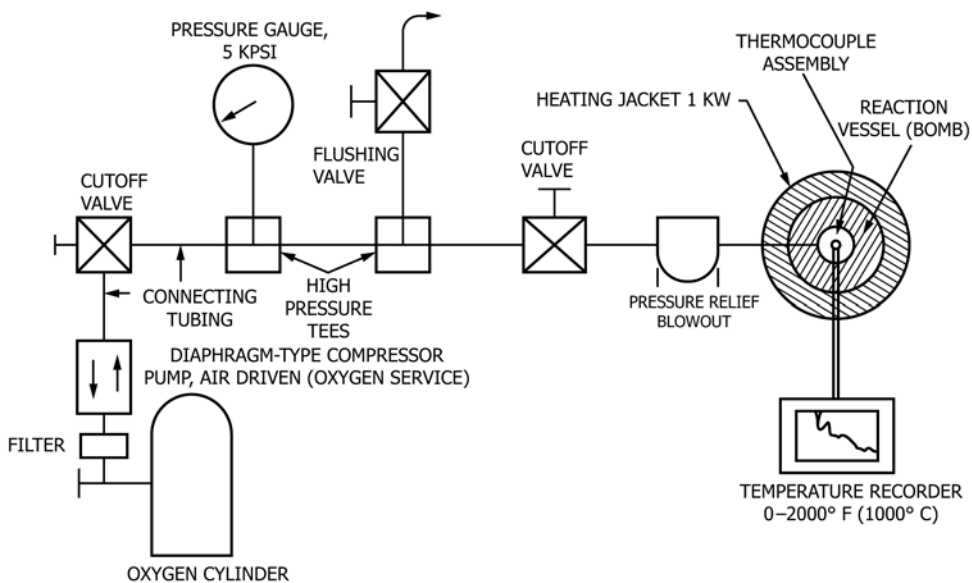 PRESSURE GAUGE,
5 KPSI
FLUSHING
VALVE
CUTOFF
VALVE
CUTOFF
VALVE
THERMOCOUPLE
ASSEMBLY
HEATING JACKET 1 KW
REACTION
VESSEL (BOMB)
CONNECTING
TUBING
HIGH
PRESSURE
TEES
PRESSURE RELIEF
BLOWOUT
DIAPHRAGM-TYPE COMPRESSOR
PUMP, AIR DRIVEN (OXYGEN SERVICE)
FILTER
OXYGEN CYLINDER
TEMPERATURE RECORDER
0–2000° F (1000° C)